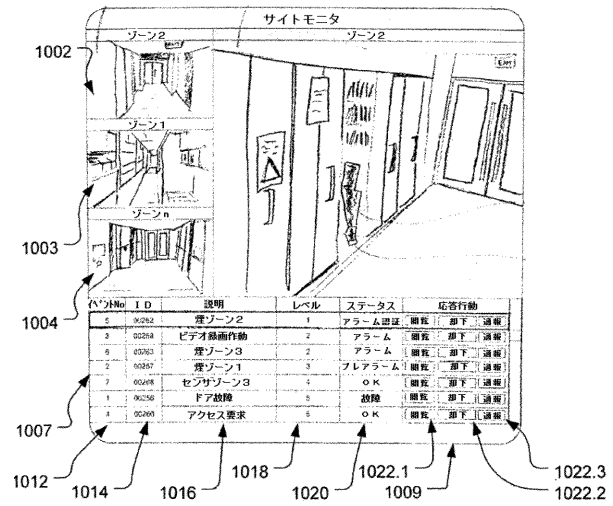 サイトモニタ
ゾーン2 ゾーン2
1002
ゾーン1
1003
ゾーンn
1004
イベントNo ID 説明 レベル ステータス 応答行動
5 00262 煙ゾーン2 1 アラーム認証 閲覧 却下 通報
3 ビデオ録画作動 2 アラーム 閲覧 却下 通報
6 00263 煙ゾーン3 2 アラーム 閲覧 却下 通報
2 00257 煙ゾーン1 3 プレアラーム 閲覧 却下 通報
7 00268 センサゾーン3 4 OK 閲覧 却下 通報
1 00256 ドア故障 5 故障 閲覧 却下 通報
4 00260 アクセス要求 6 OK 閲覧 却下 通報
1007
1012 1014 1016 1018 1020 1022.1 1009 1022.2 1022.3